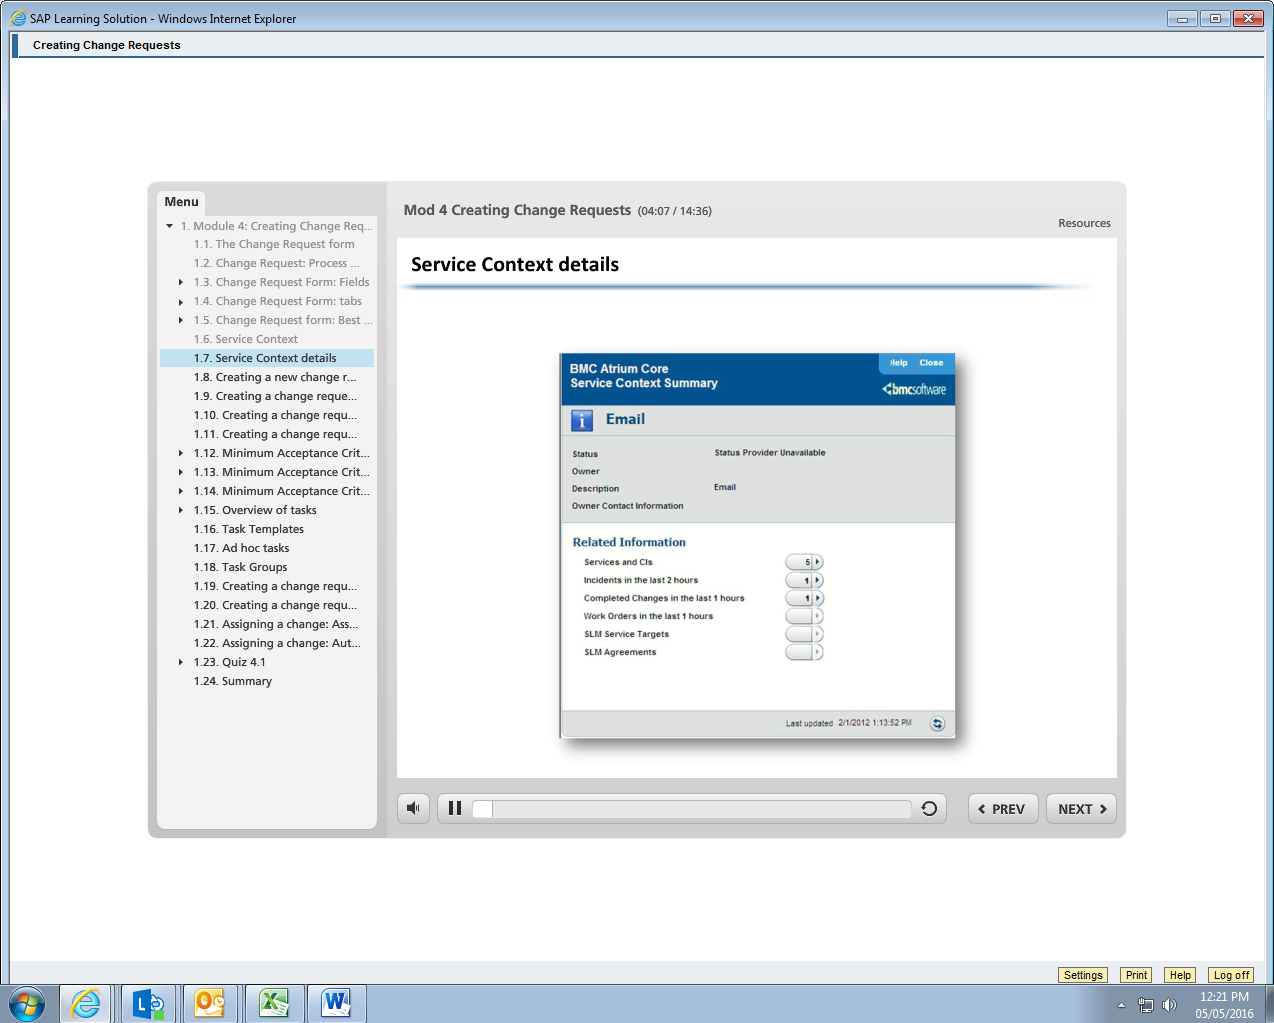 SAP Learning Solution - Windows Internet Explorer
Creating Change Requests
Menu
1. Module 4: Creating Change Req...
1.1. The Change Request form
1.2. Change Request: Process ...
1.3. Change Request Form: Fields
1.4. Change Request Form: tabs
1.5. Change Request form: Best ...
1.6. Service Context
1.7. Service Context details
1.8. Creating a new change r...
1.9. Creating a change reque...
1.10. Creating a change requ...
1.11. Creating a change requ...
1.12. Minimum Acceptance Crit...
1.13. Minimum Acceptance Crit...
1.14. Minimum Acceptance Crit...
1.15. Overview of tasks
1.16. Task Templates
1.17. Ad hoc tasks
1.18. Task Groups
1.19. Creating a change requ...
1.20. Creating a change requ...
1.21. Assigning a change: Ass...
1.22. Assigning a change: Aut...
1.23. Quiz 4.1
1.24. Summary
Mod 4 Creating Change Requests (04:07 / 14:36)
Resources
Service Context details
BMC Atrium Core
Service Context Summary
Help Close
bmcsoftware
i Email
Status Status Provider Unavailable
Owner
Description Email
Owner Contact Information
Related Information
Services and CIs 5
Incidents in the last 2 hours 1
Completed Changes in the last 1 hours 1
Work Orders in the last 1 hours
SLM Service Targets
SLM Agreements
Last updated 2/1/2012 1:13:52 PM
PREV NEXT
Settings Print Help Log off
12:21 PM
05/05/2016